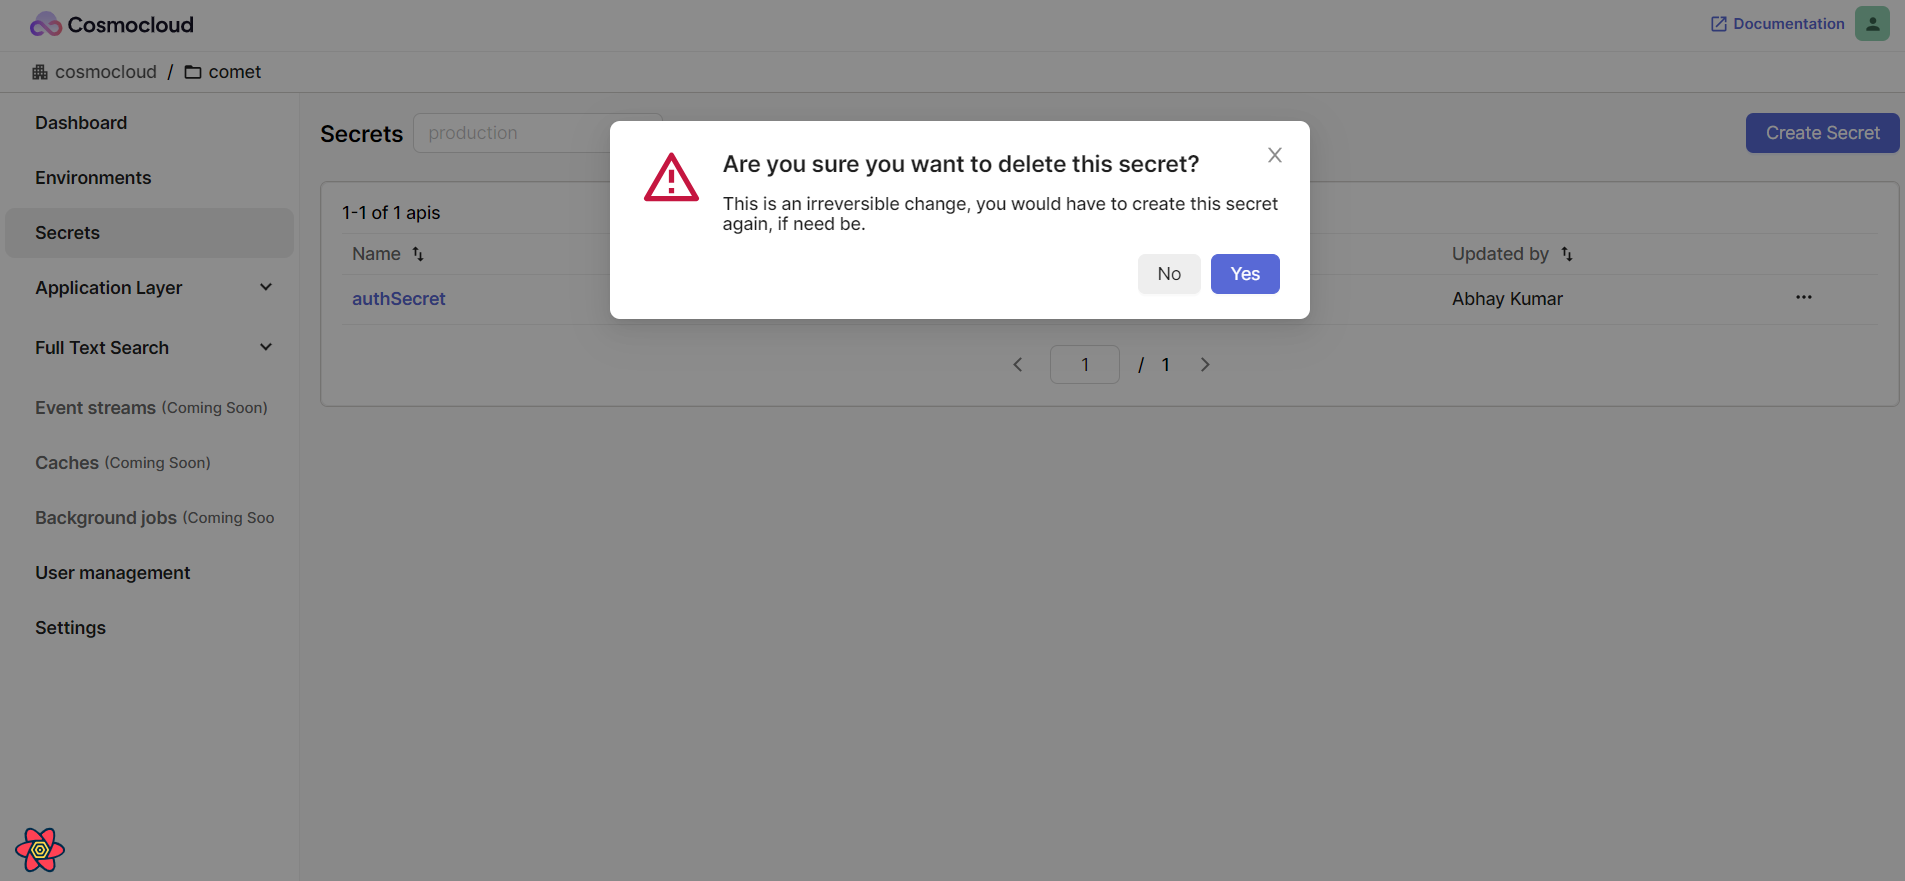 Cosmocloud
Documentation
cosmocloud / comet
Dashboard
Environments
Secrets
Application Layer
Full Text Search
Event streams (Coming Soon)
Caches (Coming Soon)
Background jobs (Coming Soo
User management
Settings
Secrets production
Create Secret
1-1 of 1 apis
Name Updated by
authSecret Abhay Kumar ...
1 / 1
Are you sure you want to delete this secret?
This is an irreversible change, you would have to create this secret
again, if need be.
No Yes